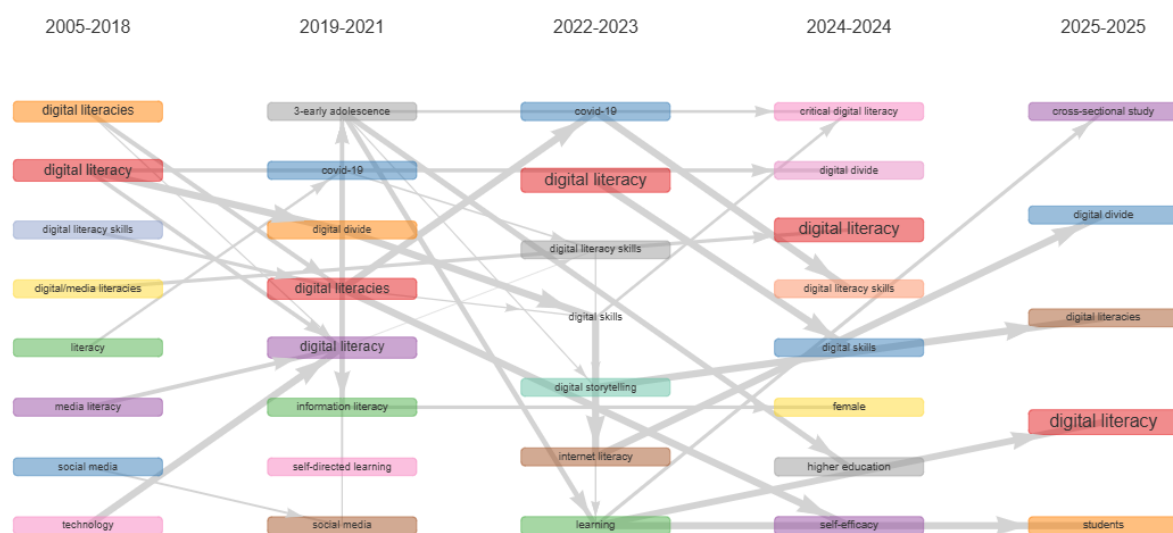 2005-2018
2019-2021
2022-2023
2024-2024
2025-2025
digital literacies
digital literacy
digital literacy skills
digital/media literacies
literacy
media literacy
social media
technology
3-early adolescence
covid-19
digital divide
digital literacies
digital literacy
information literacy
self-directed learning
social media
covid-19
digital literacy
digital literacy skills
digital skills
digital storytelling
internet literacy
learning
critical digital literacy
digital divide
digital literacy
digital literacy skills
digital skills
female
higher education
self-efficacy
cross-sectional study
digital divide
digital literacies
digital literacy
students